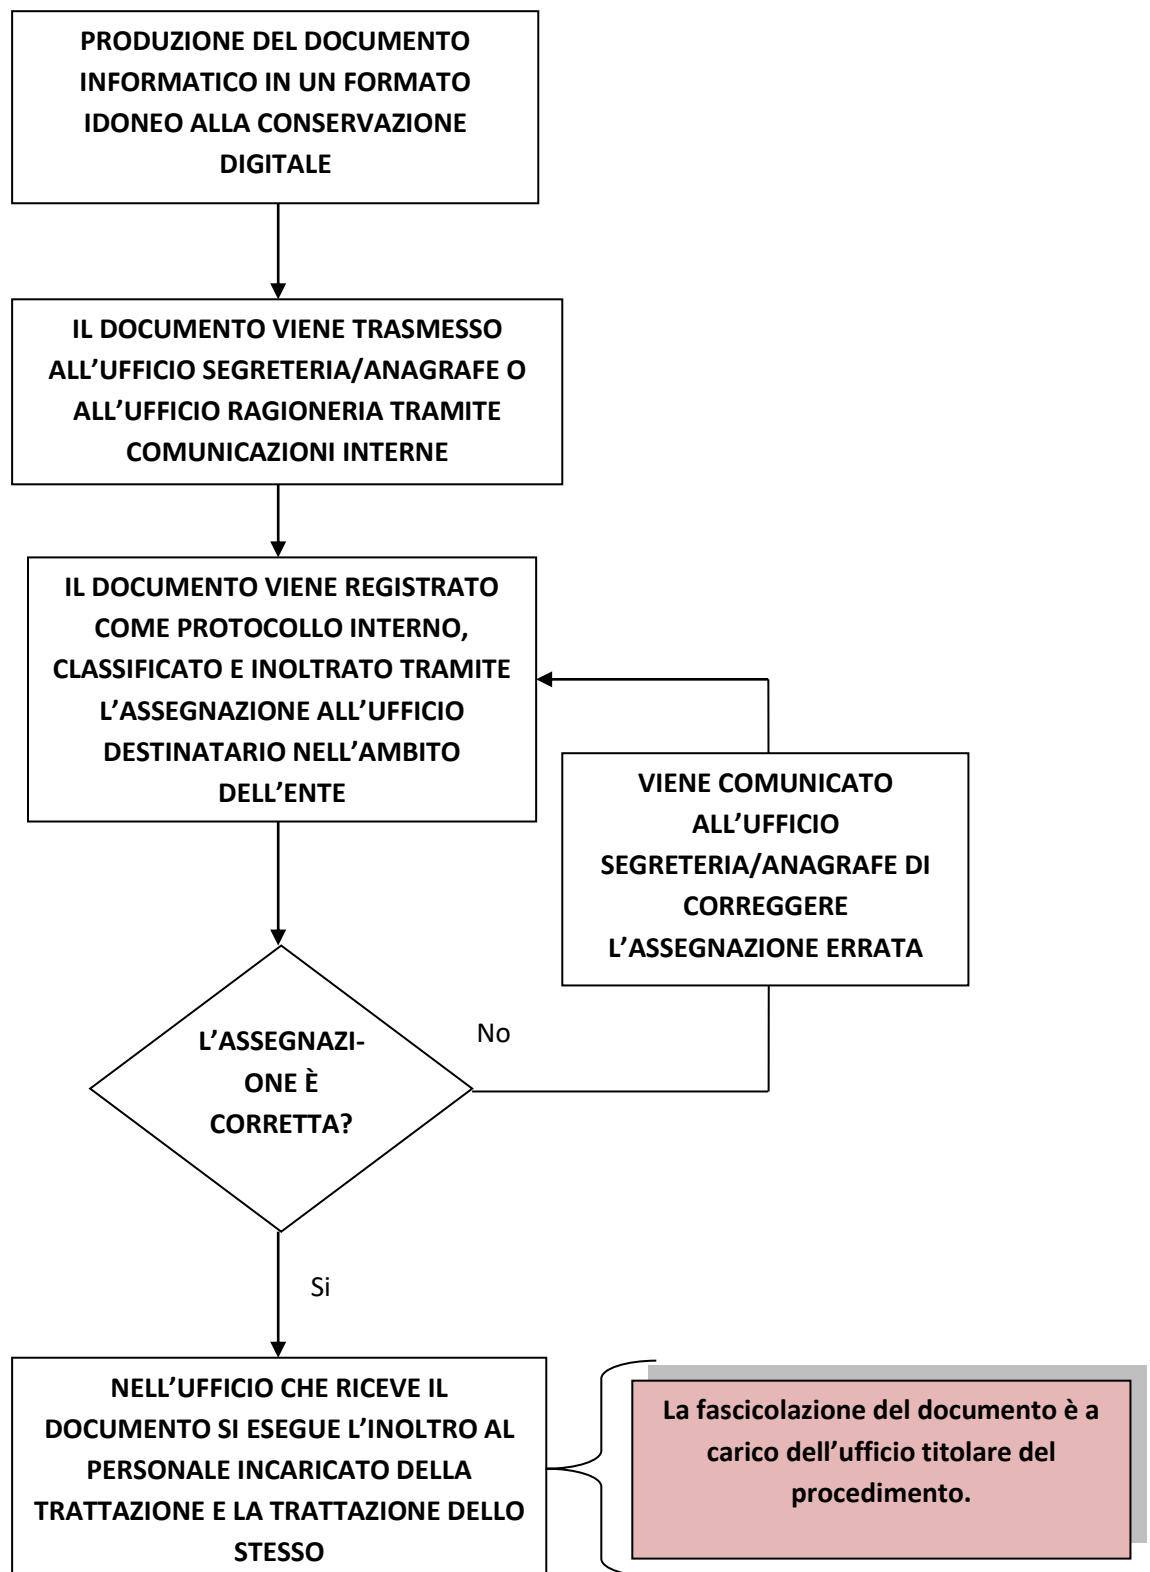 PRODUZIONE DEL DOCUMENTO
INFORMATICO IN UN FORMATO
IDONEO ALLA CONSERVAZIONE
DIGITALE
IL DOCUMENTO VIENE TRASMESSO
ALL’UFFICIO SEGRETERIA/ANAGRAFE O
ALL’UFFICIO RAGIONERIA TRAMITE
COMUNICAZIONI INTERNE
IL DOCUMENTO VIENE REGISTRATO
COME PROTOCOLLO INTERNO,
CLASSIFICATO E INOLTRATO TRAMITE
L’ASSEGNAZIONE ALL’UFFICIO
DESTINATARIO NELL’AMBITO
DELL’ENTE
VIENE COMUNICATO
ALL’UFFICIO
SEGRETERIA/ANAGRAFE DI
CORREGGERE
L’ASSEGNAZIONE ERRATA
L’ASSEGNAZI-
ONE È
CORRETTA?
No
Si
NELL’UFFICIO CHE RICEVE IL
DOCUMENTO SI ESEGUE L’INOLTRO AL
PERSONALE INCARICATO DELLA
TRATTAZIONE E LA TRATTAZIONE DELLO
STESSO
La fascicolazione del documento è a
carico dell’ufficio titolare del
procedimento.